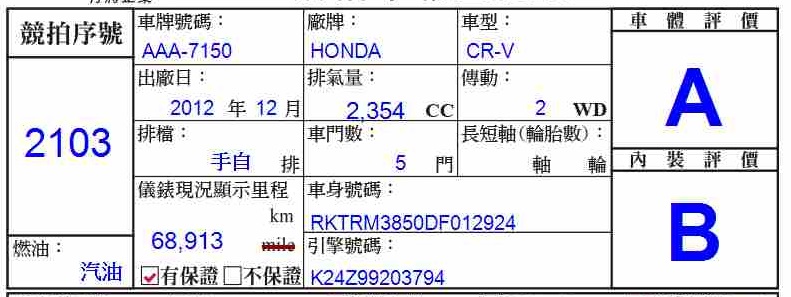 競拍序號
2103
燃油：
汽油
車牌號碼：
AAA-7150
廠牌：
HONDA
車型：
CR-V
出廠日：
2012 年 12 月
排氣量：
2,354 CC
傳動：
2 WD
排檔：
手自 排
車門數：
5 門
長短軸(輪胎數)：
軸 輪
儀錶現況顯示里程
km
68,913 mile
☑有保證□不保證
車身號碼：
RKTRM3850DF012924
引擎號碼：
K24Z99203794
車體評價
A
內裝評價
B